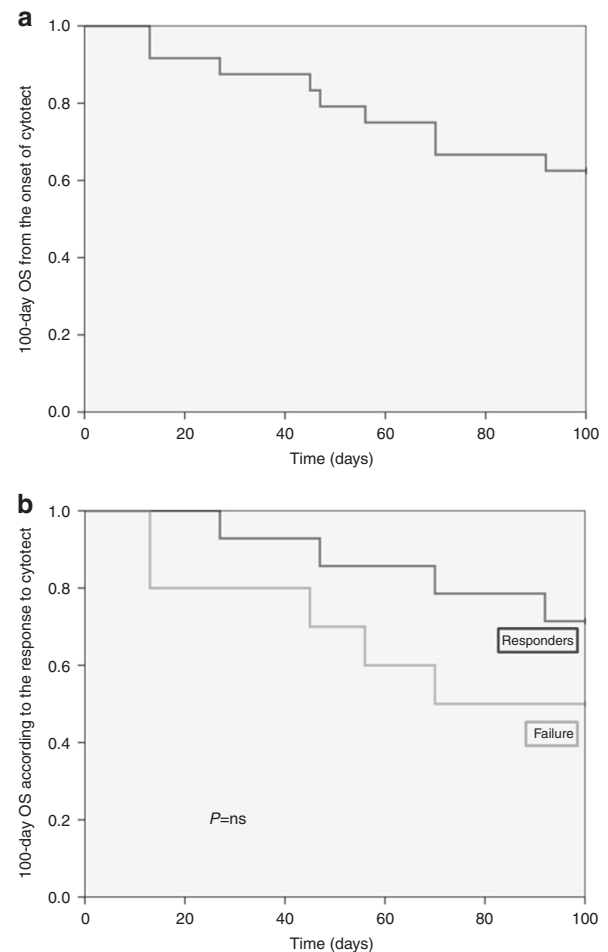 a
100-day OS from the onset of cytotect
1.0
0.8
0.6
0.4
0.2
0.0
0 20 40 60 80 100
Time (days)
b
100-day OS according to the response to cytotect
1.0
0.8
0.6
0.4
0.2
0.0
Responders
Failure
P=ns
0 20 40 60 80 100
Time (days)